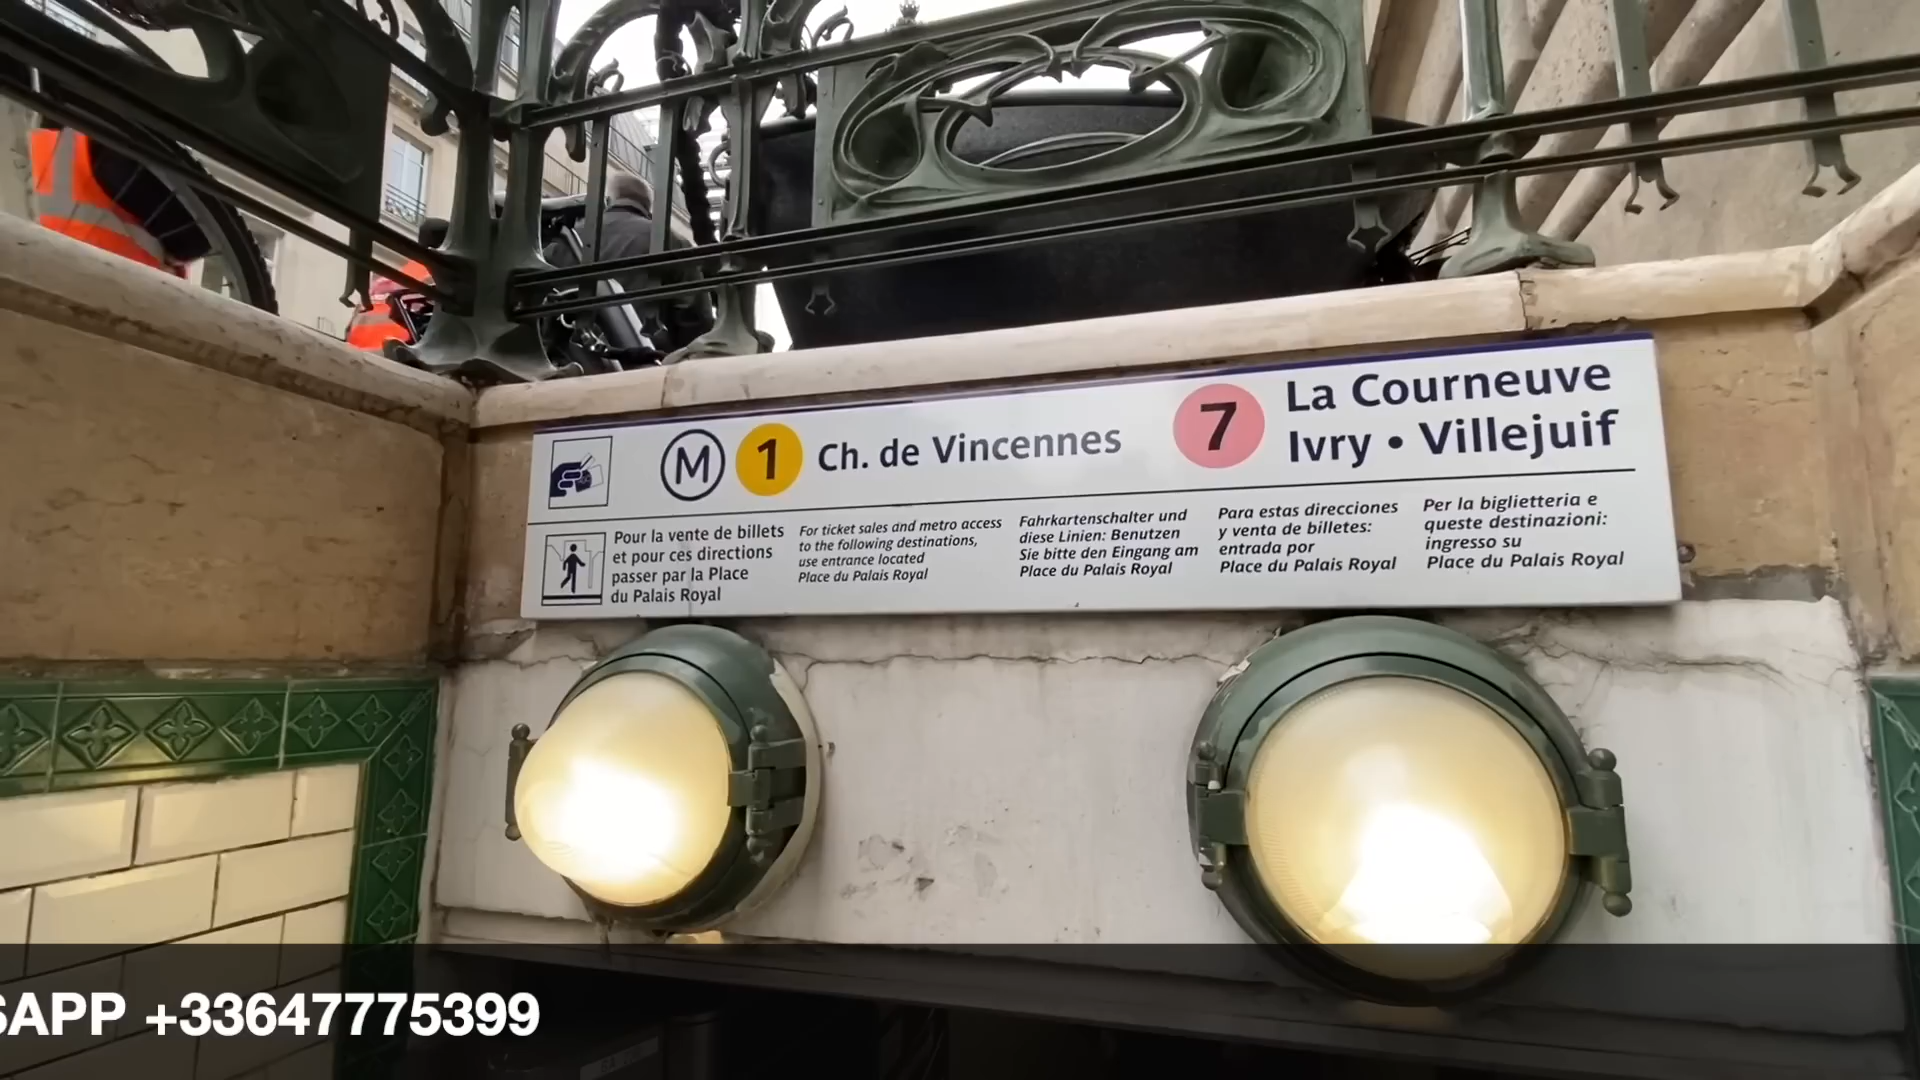 M 1 Ch. de Vincennes
7 La Courneuve
Ivry • Villejuif
Pour la vente de billets
et pour ces directions
passer par la Place
du Palais Royal
For ticket sales and metro access
to the following destinations,
use entrance located
Place du Palais Royal
Fahrkartenschalter und
diese Linien: Benutzen
Sie bitte den Eingang am
Place du Palais Royal
Para estas direcciones
y venta de billetes:
entrada por
Place du Palais Royal
Per la biglietteria e
queste destinazioni:
ingresso su
Place du Palais Royal
SAPP +33647775399